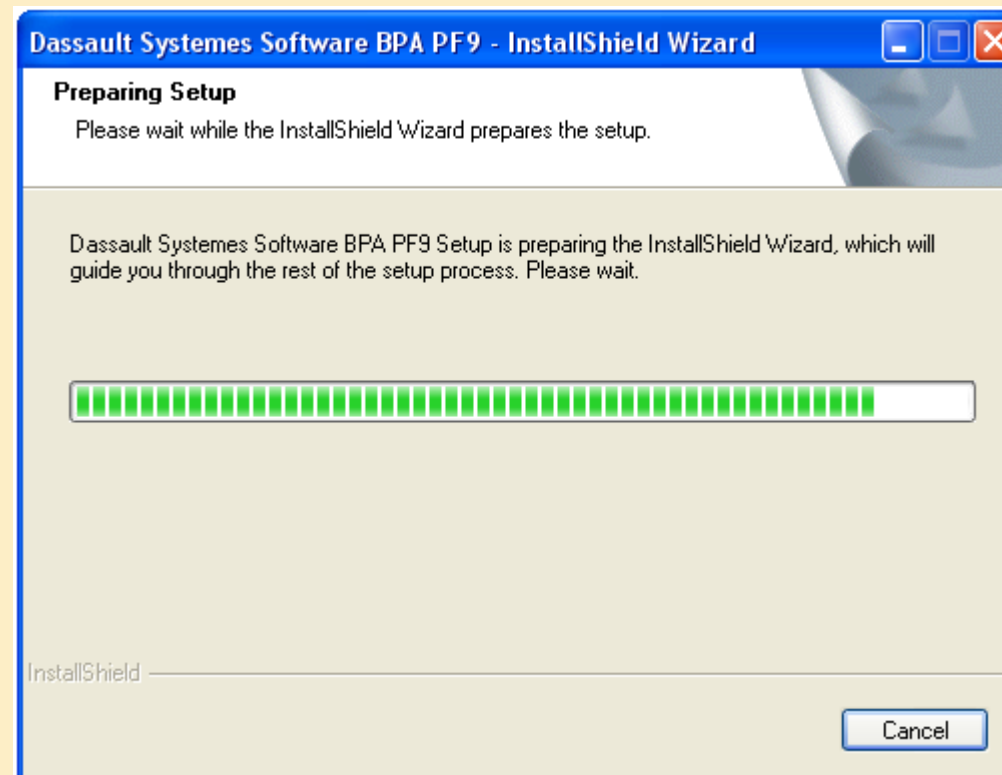 Dassault Systemes Software BPA PF9 - InstallShield Wizard
Preparing Setup
Please wait while the InstallShield Wizard prepares the setup.
Dassault Systemes Software BPA PF9 Setup is preparing the InstallShield Wizard, which will
guide you through the rest of the setup process. Please wait.
InstallShield
Cancel